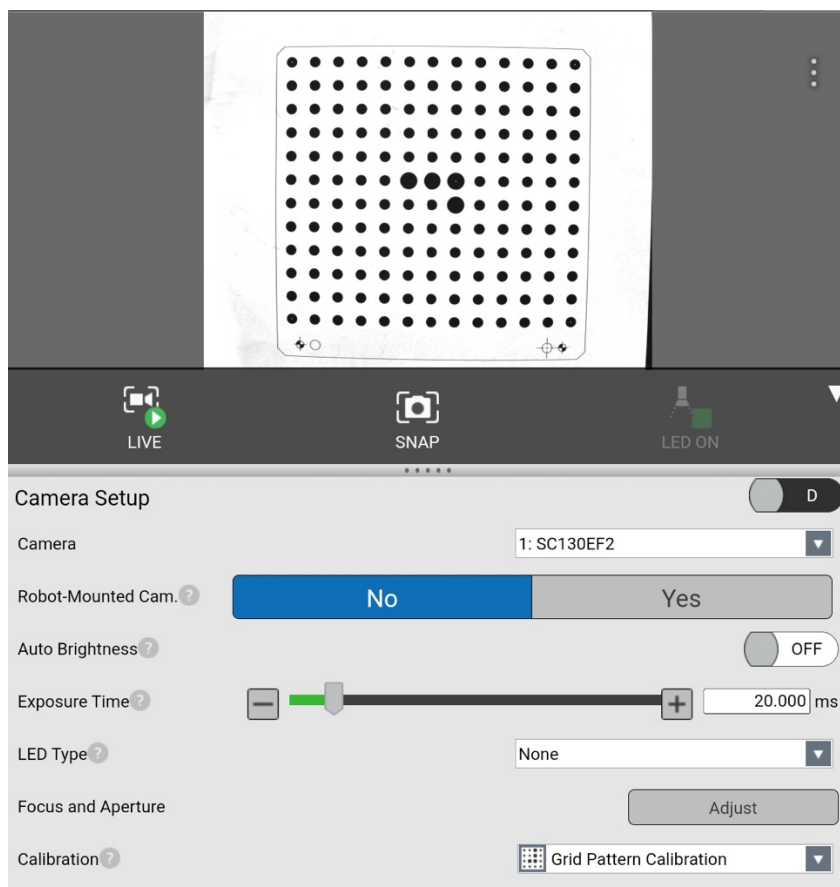 LIVE
SNAP
LED ON
Camera Setup
D
Camera
1: SC130EF2
Robot-Mounted Cam. ?
No
Yes
Auto Brightness ?
OFF
Exposure Time ?
20.000 ms
LED Type ?
None
Focus and Aperture
Adjust
Calibration ?
Grid Pattern Calibration